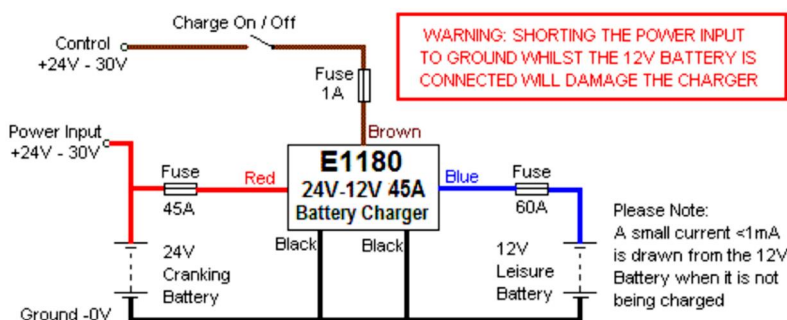 Charge On / Off
Control
+24V - 30V
Fuse
1A
WARNING: SHORTING THE POWER INPUT
TO GROUND WHILST THE 12V BATTERY IS
CONNECTED WILL DAMAGE THE CHARGER
Brown
Power Input
+24V - 30V
Fuse
45A
Red
E1180
24V-12V 45A
Battery Charger
Blue
Fuse
60A
Black
Black
24V
Cranking
Battery
12V
Leisure
Battery
Please Note:
A small current <1mA
is drawn from the 12V
Battery when it is not
being charged
Ground -0V